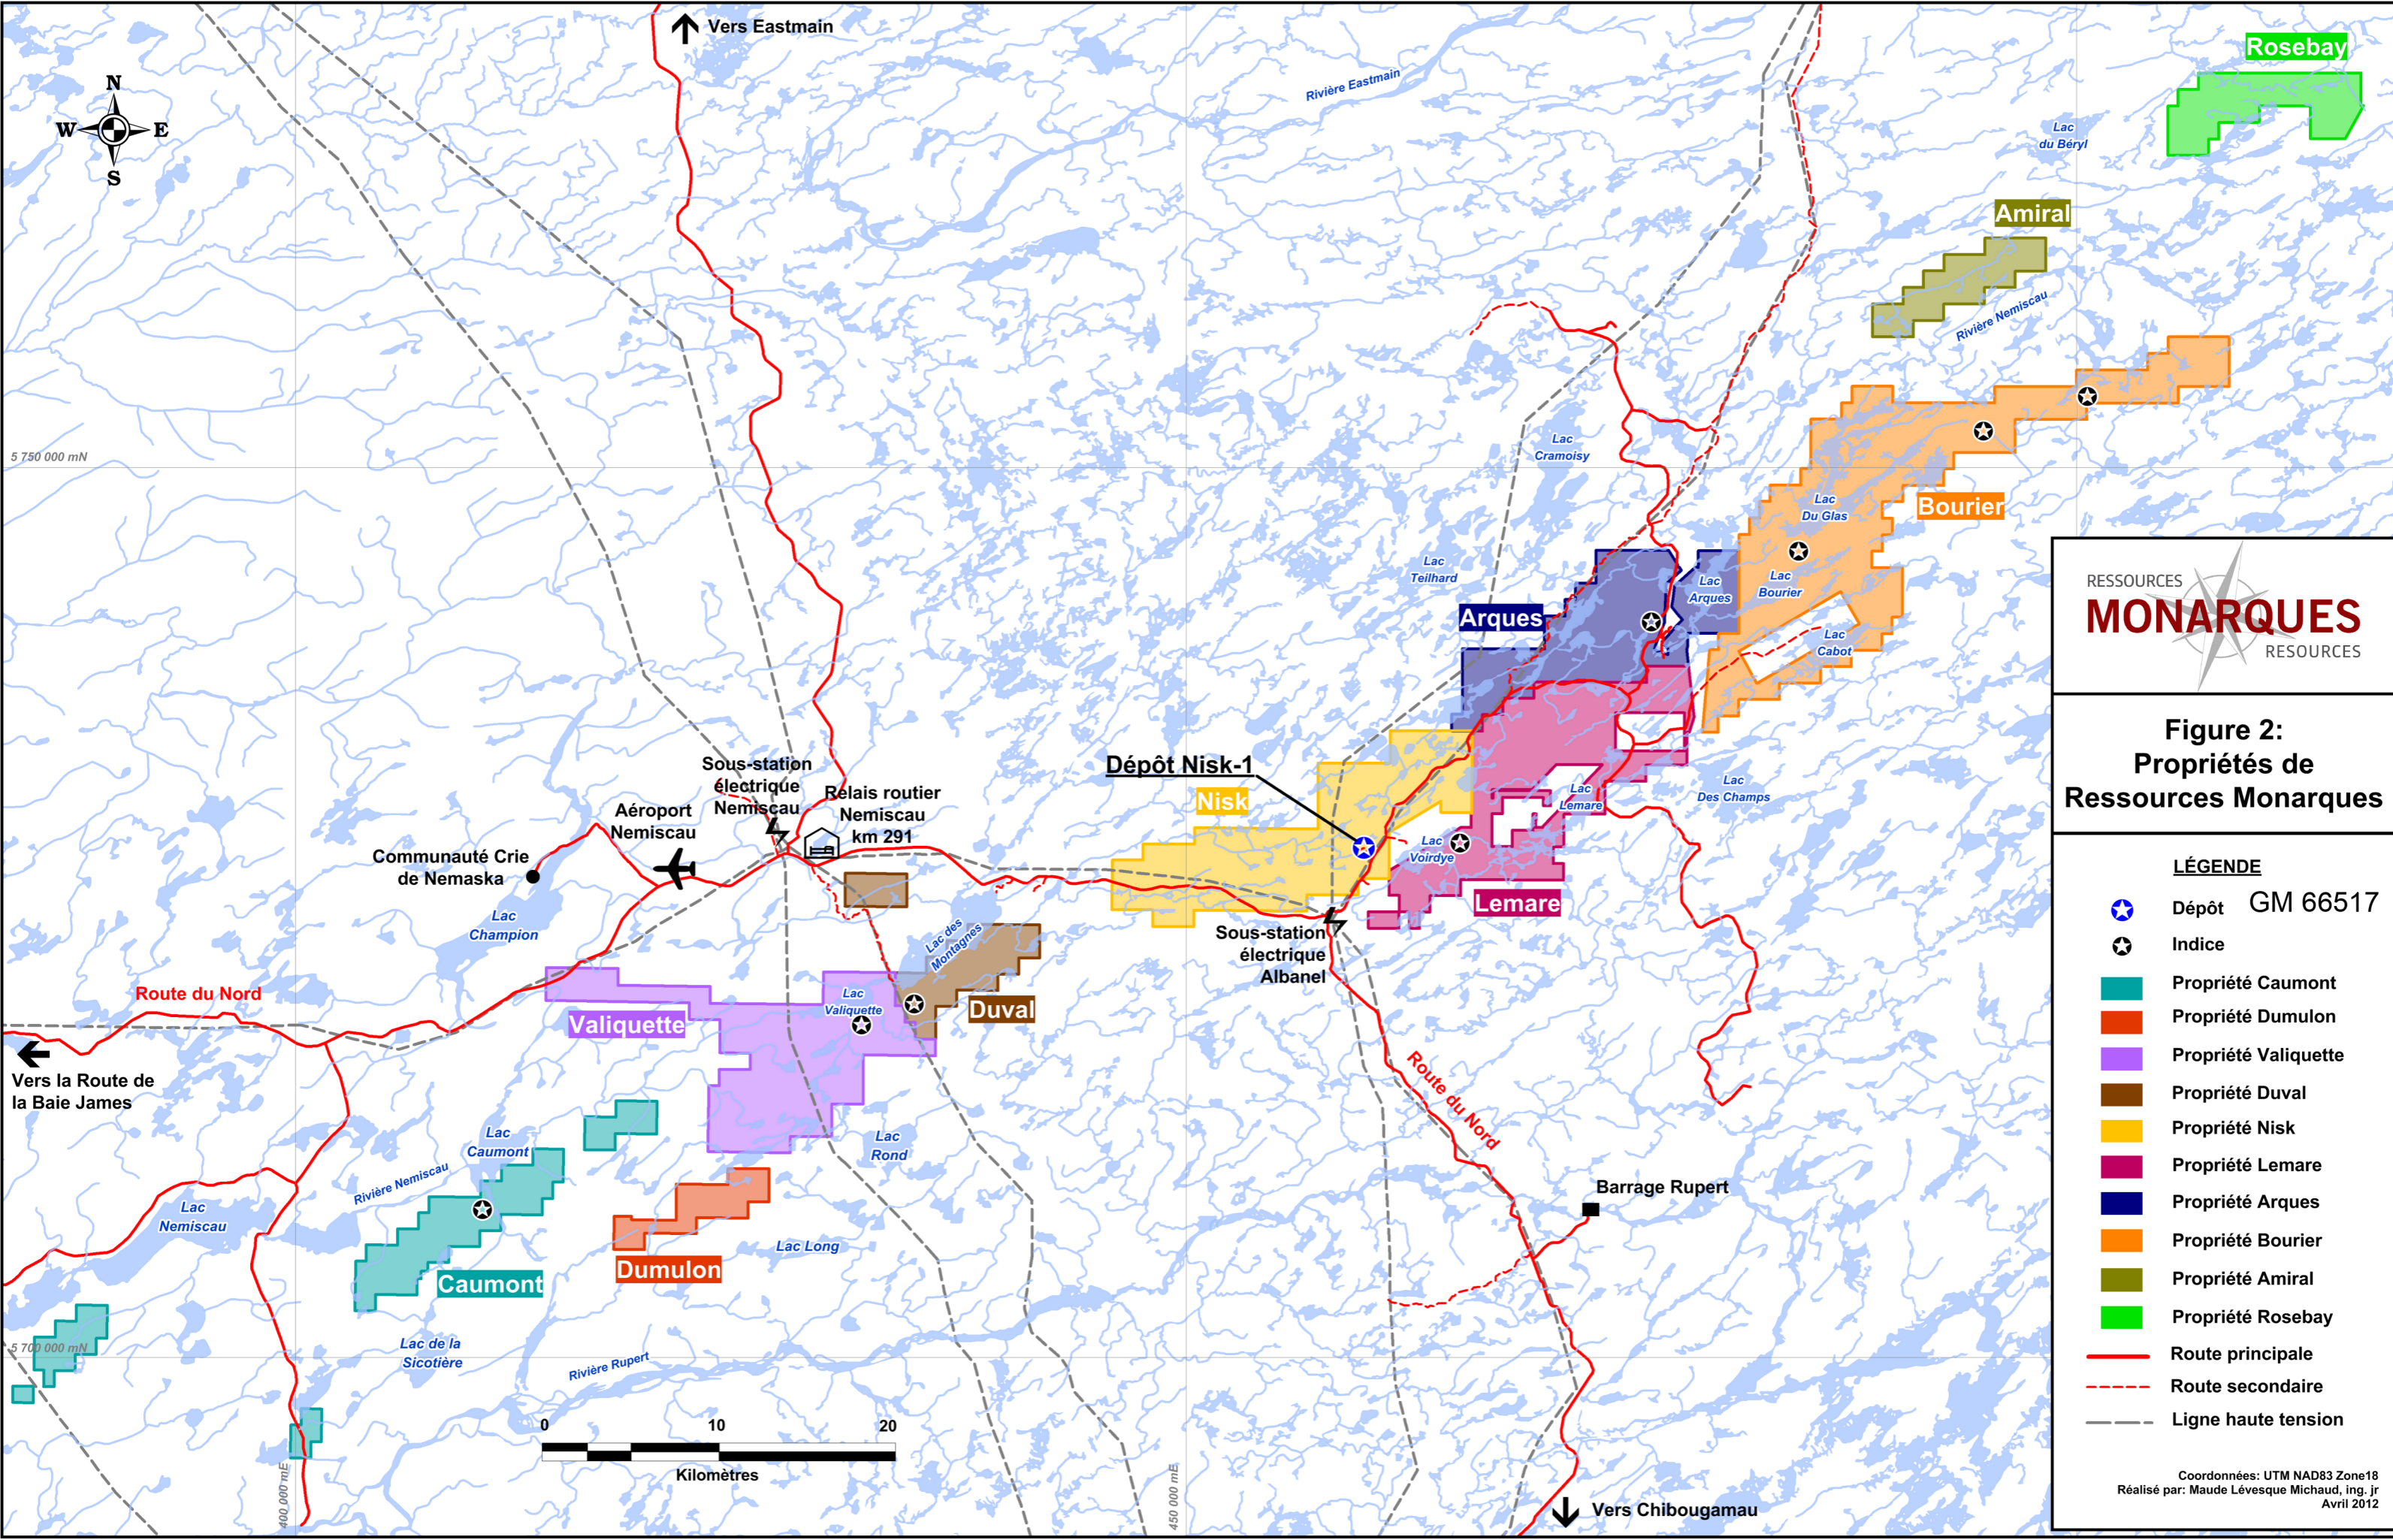 Vers Eastmain
Rosebay
N
W
E
S
Rivière Eastmain
Lac
du Béryl
Amiral
Rivière Nemiscau
5 750 000 mN
Lac
Cramoisy
Lac
Du Glas
Bourier
Lac
Teilhard
Lac
Arques
Lac
Bourier
Arques
Lac
Cabot
RESSOURCES
MONARQUES
RESOURCES
Figure 2:
Propriétés de
Ressources Monarques
Dépôt Nisk-1
Nisk
Lac
Lemare
Lac
Des Champs
Lac
Voirdye
Lemare
Sous-station
électrique
Nemiscau
Aéroport
Nemiscau
Relais routier
Nemiscau
km 291
Communauté Crie
de Nemaska
Lac
Champion
Lac des
Montagnes
Sous-station
électrique
Albanel
Route du Nord
Valiquette
Lac
Valiquette
Duval
Vers la Route de
la Baie James
Route du Nord
Lac
Caumont
Lac
Rond
Rivière Nemiscau
Lac
Nemiscau
Barrage Rupert
Lac Long
Dumulon
Caumont
5 700 000 mN
Lac de la
Sicotière
Rivière Rupert
0
10
20
Kilomètres
400 000 mE
450 000 mE
Vers Chibougamau
LÉGENDE
Dépôt
GM 66517
Indice
Propriété Caumont
Propriété Dumulon
Propriété Valiquette
Propriété Duval
Propriété Nisk
Propriété Lemare
Propriété Arques
Propriété Bourier
Propriété Amiral
Propriété Rosebay
Route principale
Route secondaire
Ligne haute tension
Coordonnées: UTM NAD83 Zone18
Réalisé par: Maude Lévesque Michaud, ing. jr
Avril 2012